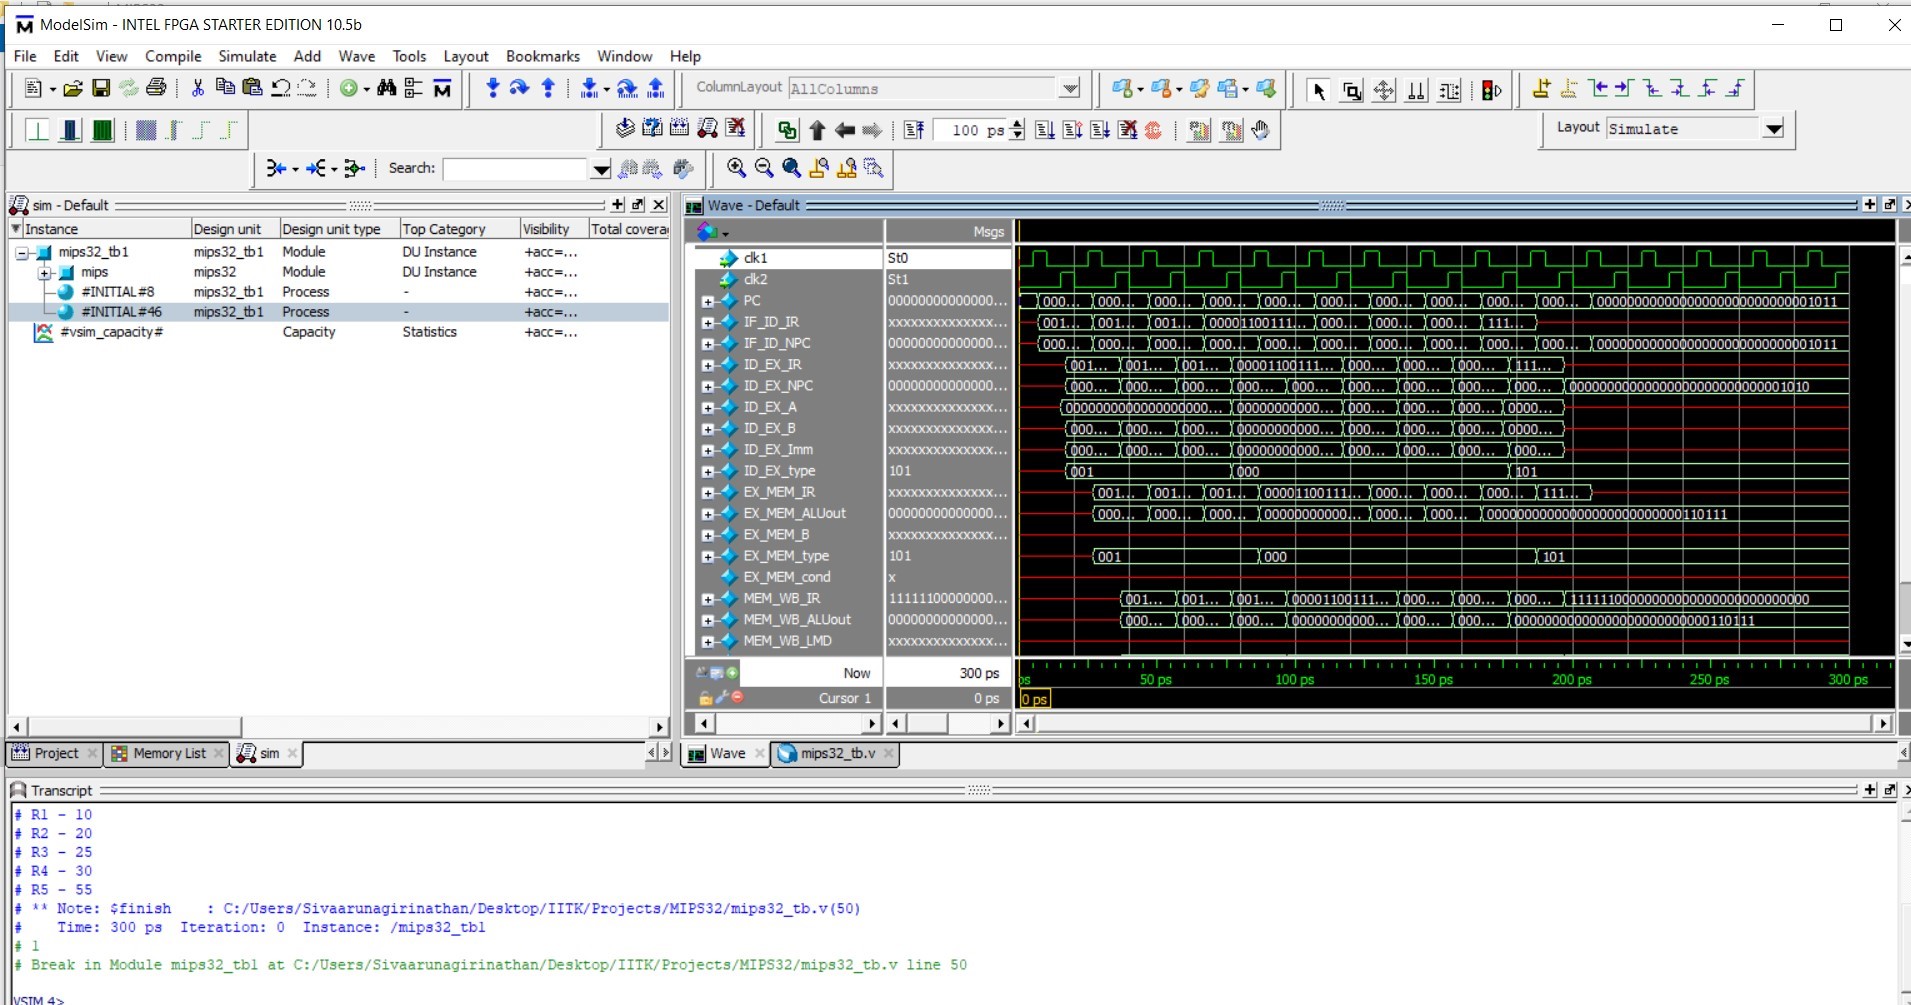 ModelSim - INTEL FPGA STARTER EDITION 10.5b
File Edit View Compile Simulate Add Wave Tools Layout Bookmarks Window Help
ColumnLayout AllColumns
100 ps
Layout Simulate
Search:
sim - Default
Instance Design unit Design unit type Top Category Visibility Total covera
mips32_tb1 mips32_tb1 Module DU Instance +acc=...
mips mips32 Module DU Instance +acc=...
#INITIAL#8 mips32_tb1 Process - +acc=...
#INITIAL#46 mips32_tb1 Process - +acc=...
#vsim_capacity# Capacity Statistics +acc=...
Project Memory List sim
Wave - Default
Msgs
clk1 St0
clk2 St1
PC 00000000000000... 000... 000... 000... 000... 000... 000... 000... 000... 000... 000... 00000000000000000000000000001011
IF_ID_IR xxxxxxxxxxxxxx... 001... 001... 001... 00001100111... 000... 000... 000... 111...
IF_ID_NPC 00000000000000... 000... 000... 000... 000... 000... 000... 000... 000... 000... 000... 00000000000000000000000000001011
ID_EX_IR xxxxxxxxxxxxxx... 001... 001... 001... 00001100111... 000... 000... 000... 111...
ID_EX_NPC 00000000000000... 000... 000... 000... 000... 000... 000... 000... 000... 000... 00000000000000000000000000001010
ID_EX_A xxxxxxxxxxxxxx... 0000000000000000000... 00000000000... 000... 000... 000... 0000...
ID_EX_B xxxxxxxxxxxxxx... 000... 000... 000... 00000000000... 000... 000... 000... 0000...
ID_EX_Imm xxxxxxxxxxxxxx... 000... 000... 000... 00000000000... 000... 000... 000... 000...
ID_EX_type 101 001 000 101
EX_MEM_IR xxxxxxxxxxxxxx... 001... 001... 001... 00001100111... 000... 000... 000... 111...
EX_MEM_ALUout 00000000000000... 000... 000... 000... 00000000000... 000... 000... 00000000000000000000000000110111
EX_MEM_B xxxxxxxxxxxxxx...
EX_MEM_type 101 001 000 101
EX_MEM_cond x
MEM_WB_IR 11111100000000... 001... 001... 001... 00001100111... 000... 000... 000... 11111100000000000000000000000000
MEM_WB_ALUout 00000000000000... 000... 000... 000... 00000000000... 000... 000... 00000000000000000000000000110111
MEM_WB_LMD xxxxxxxxxxxxxx...
Now 300 ps ps 50 ps 100 ps 150 ps 200 ps 250 ps 300 ps
Cursor 1 0 ps 0 ps
Wave mips32_tb.v
Transcript
# R1 - 10
# R2 - 20
# R3 - 25
# R4 - 30
# R5 - 55
# ** Note: $finish : C:/Users/Sivaarunagirinathan/Desktop/IITK/Projects/MIPS32/mips32_tb.v(50)
# Time: 300 ps Iteration: 0 Instance: /mips32_tb1
# 1
# Break in Module mips32_tb1 at C:/Users/Sivaarunagirinathan/Desktop/IITK/Projects/MIPS32/mips32_tb.v line 50
VSIM 4>